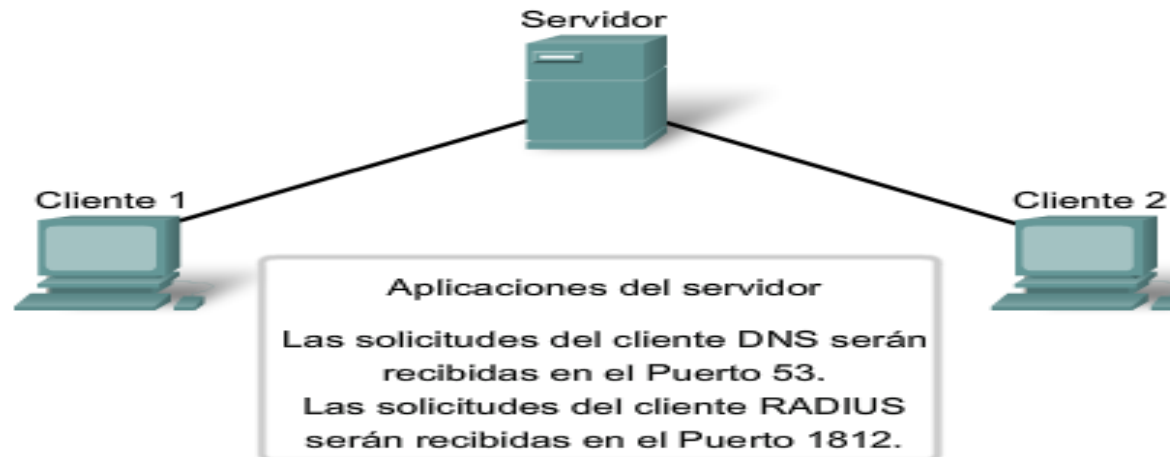 Servidor
Cliente 1
Cliente 2
Aplicaciones del servidor
Las solicitudes del cliente DNS serán
recibidas en el Puerto 53.
Las solicitudes del cliente RADIUS
serán recibidas en el Puerto 1812.